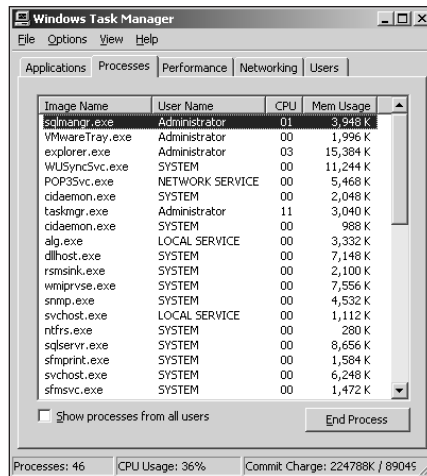 Windows Task Manager
File Options View Help
Applications Processes Performance Networking Users
Image Name User Name CPU Mem Usage
sqlmangr.exe Administrator 01 3,948 K
VMwareTray.exe Administrator 00 1,996 K
explorer.exe Administrator 03 15,384 K
WUSyncSvc.exe SYSTEM 00 11,244 K
POP3Svc.exe NETWORK SERVICE 00 5,468 K
cidaemon.exe SYSTEM 00 2,048 K
taskmgr.exe Administrator 11 3,040 K
cidaemon.exe SYSTEM 00 988 K
alg.exe LOCAL SERVICE 00 3,332 K
dllhost.exe SYSTEM 00 7,148 K
rsmsink.exe SYSTEM 00 2,100 K
wmiprvse.exe SYSTEM 00 7,556 K
snmp.exe SYSTEM 00 4,532 K
svchost.exe LOCAL SERVICE 00 1,112 K
ntfrs.exe SYSTEM 00 280 K
sqlservr.exe SYSTEM 00 8,656 K
sfmprint.exe SYSTEM 00 1,584 K
svchost.exe SYSTEM 00 6,248 K
sfmsvc.exe SYSTEM 00 1,472 K
Show processes from all users End Process
Processes: 46 CPU Usage: 36% Commit Charge: 224788K /